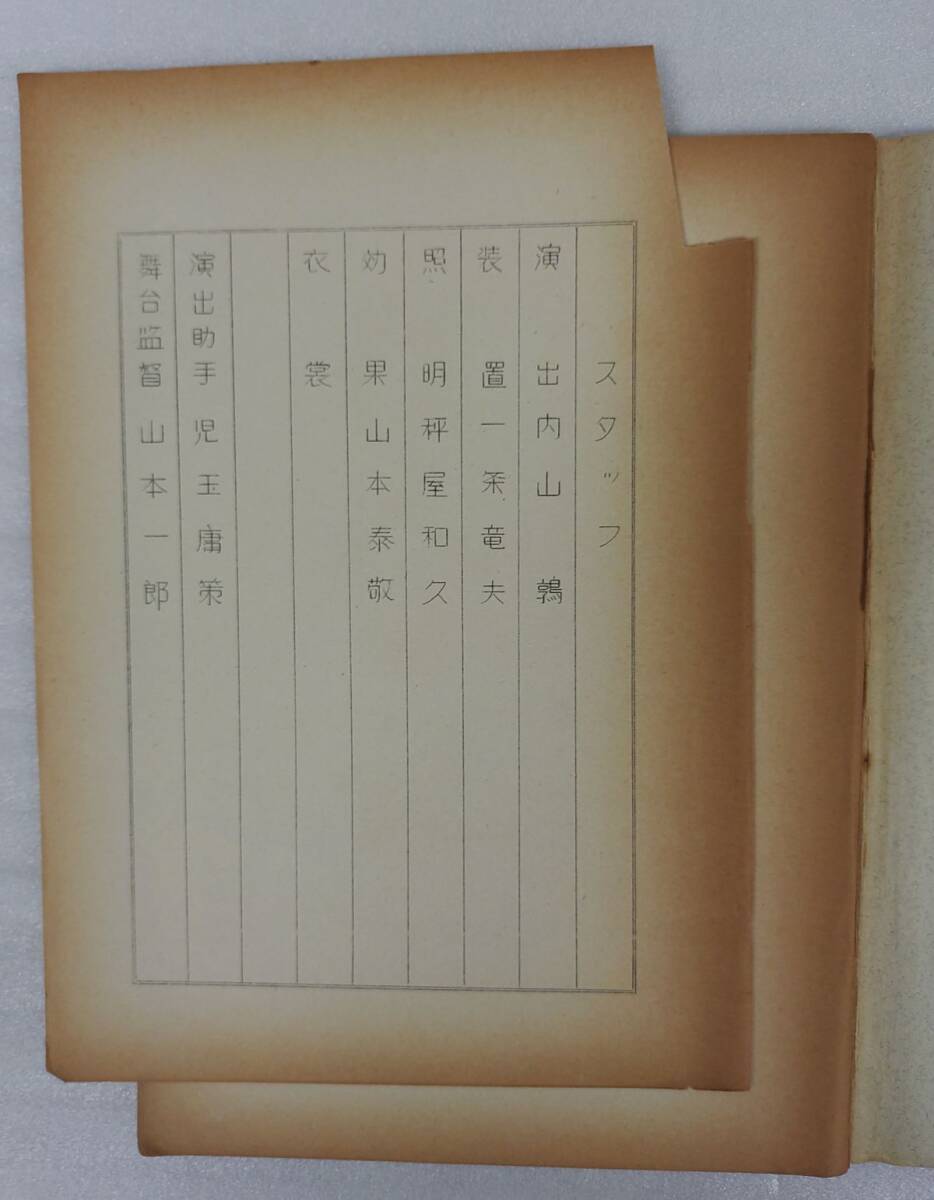 スタッフ
演出 内山鶉
装置 一条竜夫
照明 秤屋和久
効果 山本泰敬
衣裳
演出助手 児玉庸策
舞台監督 山本一郎